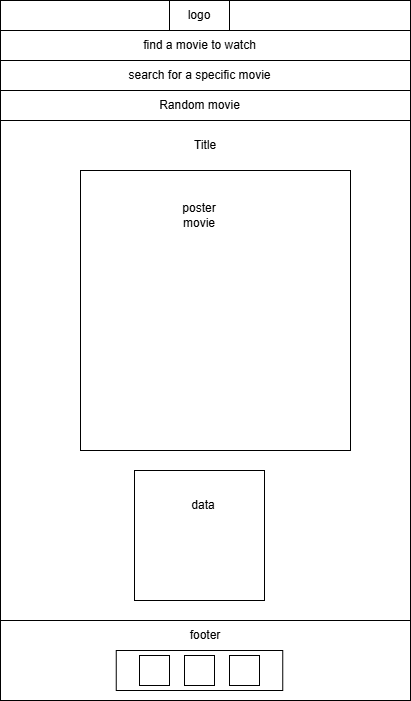 logo
find a movie to watch
search for a specific movie
Random movie
Title
poster
movie
data
footer